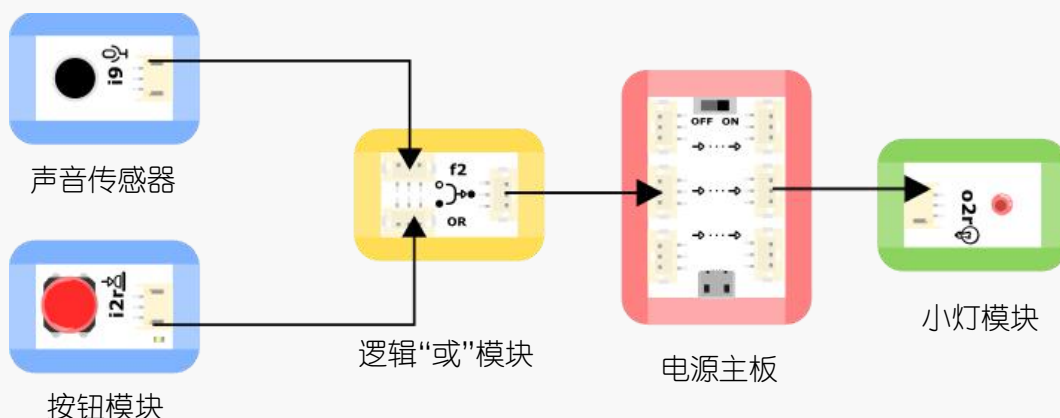 i9
声音传感器
i2r
按钮模块
f2
OR
逻辑“或”模块
OFF ON
电源主板
o2r
小灯模块